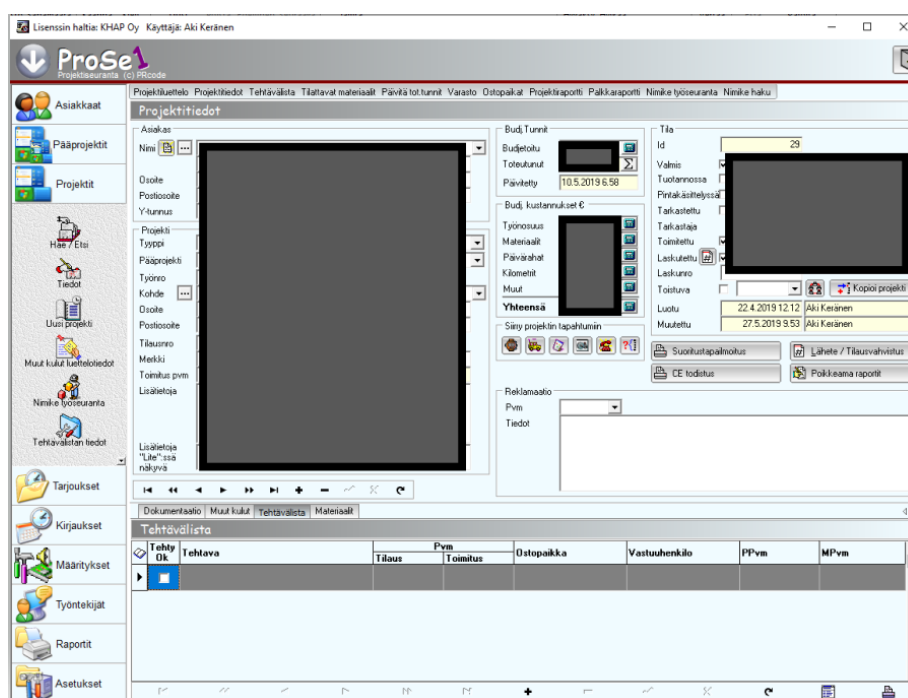 Lisenssin haltia: KHAP Oy Käyttäjä: Aki Keränen
ProSe1
Projektiseuranta (c) PRcode
Projektiluettelo Projektitiedot Tehtävälista Tilattavat materiaalit Päivitä tot.tunnit Varasto Ostopaikat Projektiraportti Palkkaraportti Nimike työseuranta Nimike haku
Asiakkaat
Pääprojektit
Projektit
Hae / Etsi
Tiedot
Uusi projekti
Muut kulut luettelotiedot
Nimike työseuranta
Tehtävälistan tiedot
Tarjoukset
Kirjaukset
Määritykset
Työntekijät
Raportit
Asetukset
Projektitiedot
Asiakas
Nimi
Osoite
Postiosoite
Y-tunnus
Projekti
Tyyppi
Pääprojekti
Työnro
Kohde
Osoite
Postiosoite
Tilausnro
Merkki
Toimitus pvm
Lisätietoja
Lisätietoja
"Lite":ssä
näkyvä
Budj.Tunnit
Budjetoitu
Toteutunut
Päivitetty 10.5.2019 6.58
Budj. kustannukset €
Työnosuus
Materiaalit
Päivärahat
Kilometrit
Muut
Yhteensä
Siiry projektin tapahtumiin
Tila
Id 29
Valmis
Tuotannossa
Pintakäsittelyssä
Tarkastettu
Tarkastaja
Toimitettu
Laskutettu
Laskunro
Toistuva Kopioi projekti
Luotu 22.4.2019 12.12 Aki Keränen
Muutettu 27.5.2019 9.53 Aki Keränen
Suoritustapailmoitus Lähete / Tilausvahvistus
CE todistus Poikkeama raportit
Reklamaatio
Pvm
Tiedot
Dokumentaatio Muut kulut Tehtävälista Materiaalit
Tehtävälista
Tehty Ok Tehtava Pvm Tilaus Toimitus Ostopaikka Vastuuhenkilo PPvm MPvm